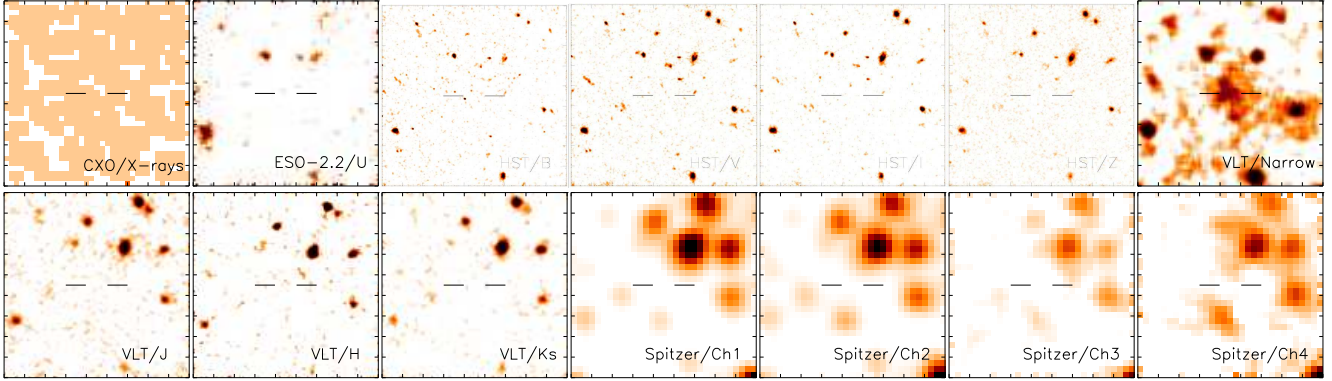 CXO/X-rays
ESO-2.2/U
HST/B
HST/V
HST/I
HST/Z
VLT/Narrow
VLT/J
VLT/H
VLT/Ks
Spitzer/Ch1
Spitzer/Ch2
Spitzer/Ch3
Spitzer/Ch4